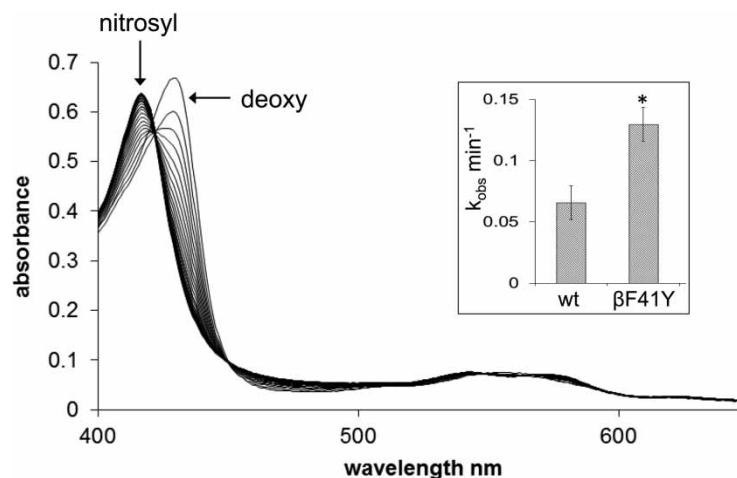 nitrosyl
deoxy
0.7
0.6
0.5
0.4
0.3
0.2
0.1
0
absorbance
400
500
600
wavelength nm
0.15
*
0.1
0.05
0
kobs min-1
wt
βF41Y